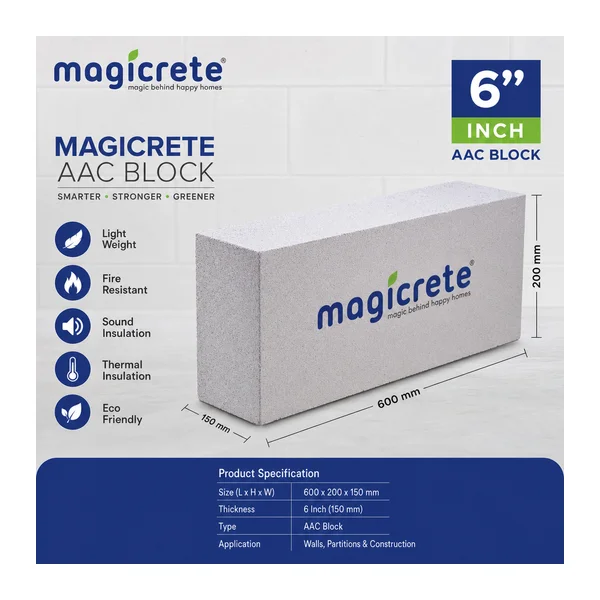 magicrete®
magic behind happy homes
6”
INCH
AAC BLOCK
MAGICRETE
AAC BLOCK
SMARTER • STRONGER • GREENER
Light
Weight
Fire
Resistant
Sound
Insulation
Thermal
Insulation
Eco
Friendly
magicrete®
magic behind happy homes
200 mm
600 mm
150 mm
Product Specification
Size (L x H x W) 600 x 200 x 150 mm
Thickness 6 Inch (150 mm)
Type AAC Block
Application Walls, Partitions & Construction